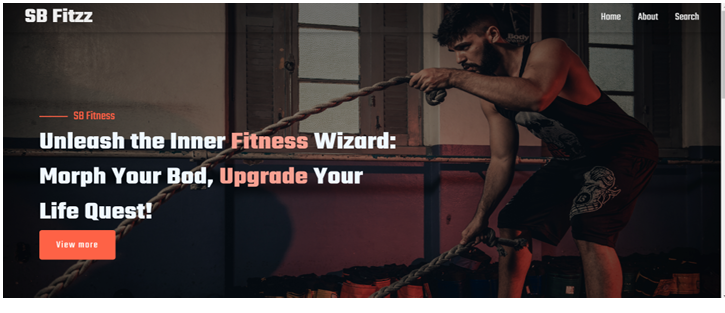 SB Fitzz
Home About Search
SB Fitness
Unleash the Inner Fitness Wizard:
Morph Your Bod, Upgrade Your
Life Quest!
View more
Body